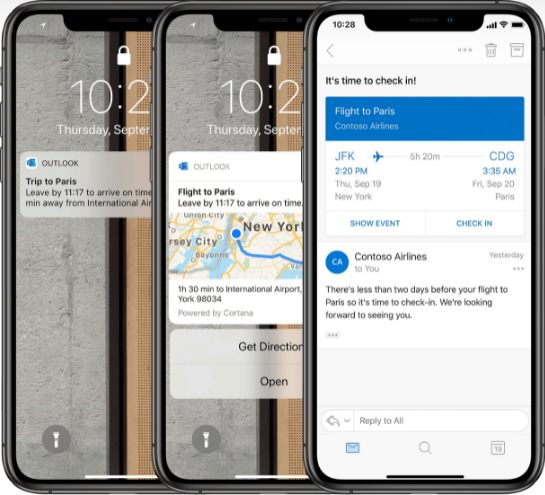 10:2
Thursday, Septer
OUTLOOK
Trip to Paris
Leave by 11:17 to arrive on time
min away from International Air
10:2
Thursday, Septer
OUTLOOK
Flight to Paris
Leave by 11:17 to arrive on time.
Union City
New Yor
rsey City
Bayonne
1h 30 min to International Airport,
York 98034
Powered by Cortana
Get Direction
Open
10:28
It's time to check in!
Flight to Paris
Contoso Airlines
JFK 5h 20m CDG
2:20 PM 3:35 AM
Thu, Sep 19 Fri, Sep 20
New York Paris
SHOW EVENT CHECK IN
CA
Contoso Airlines Yesterday
to You
There's less than two days before your flight to
Paris so it's time to check-in. We're looking
forward to seeing you.
Reply to All
19